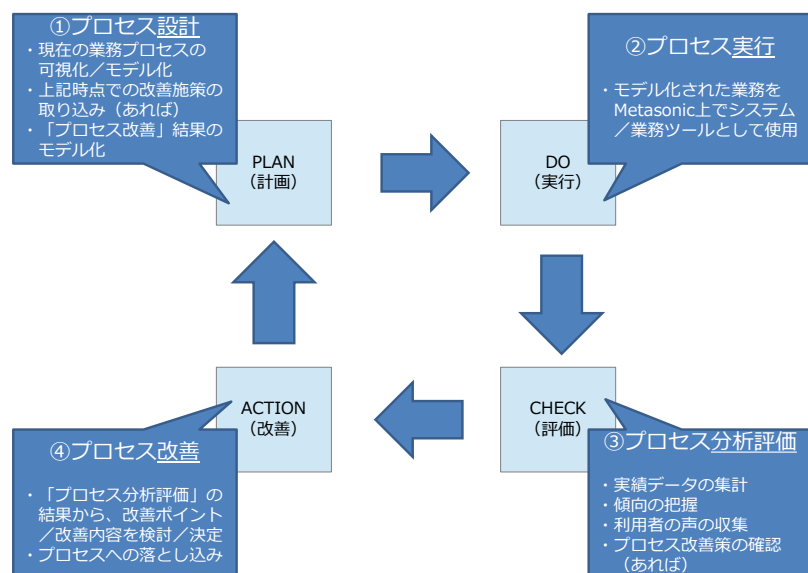 ①プロセス設計
・現在の業務プロセスの
可視化／モデル化
・上記時点での改善施策の
取り込み（あれば）
・「プロセス改善」結果の
モデル化
PLAN
（計画）
DO
（実行）
②プロセス実行
・モデル化された業務を
Metasonic上でシステム
／業務ツールとして使用
ACTION
（改善）
CHECK
（評価）
④プロセス改善
・「プロセス分析評価」の
結果から、改善ポイント
／改善内容を検討／決定
・プロセスへの落とし込み
③プロセス分析評価
・実績データの集計
・傾向の把握
・利用者の声の収集
・プロセス改善策の確認
（あれば）